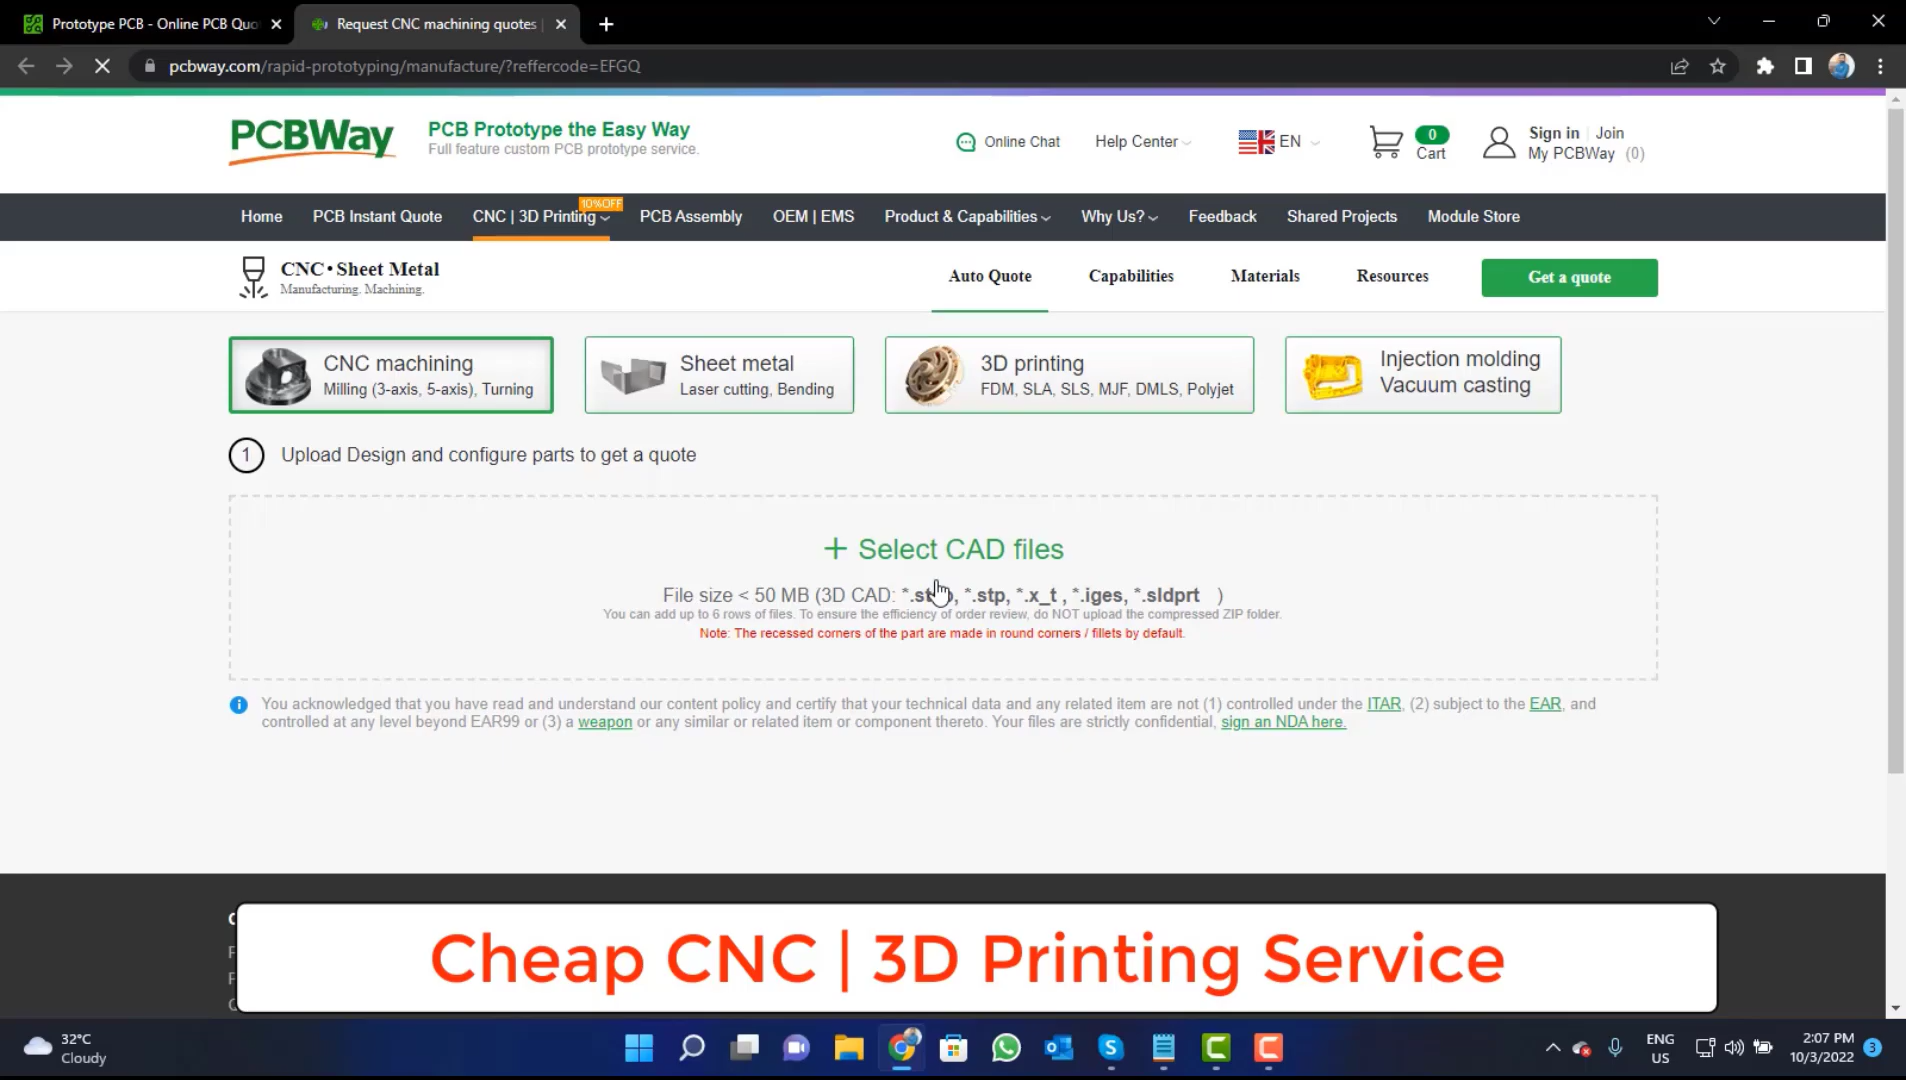 Prototype PCB - Online PCB Quo
Request CNC machining quotes |
pcbway.com/rapid-prototyping/manufacture/?reffercode=EFGQ
PCBWay
PCB Prototype the Easy Way
Full feature custom PCB prototype service.
Online Chat
Help Center
EN
0
Cart
Sign in | Join
My PCBWay (0)
Home
PCB Instant Quote
CNC | 3D Printing
10%OFF
PCB Assembly
OEM | EMS
Product & Capabilities
Why Us?
Feedback
Shared Projects
Module Store
CNC•Sheet Metal
Manufacturing. Machining.
Auto Quote
Capabilities
Materials
Resources
Get a quote
CNC machining
Milling (3-axis, 5-axis), Turning
Sheet metal
Laser cutting, Bending
3D printing
FDM, SLA, SLS, MJF, DMLS, Polyjet
Injection molding
Vacuum casting
1
Upload Design and configure parts to get a quote
+ Select CAD files
File size < 50 MB (3D CAD: *.st p, *.stp, *.x_t , *.iges, *.sldprt )
You can add up to 6 rows of files. To ensure the efficiency of order review, do NOT upload the compressed ZIP folder.
Note: The recessed corners of the part are made in round corners / fillets by default.
You acknowledged that you have read and understand our content policy and certify that your technical data and any related item are not (1) controlled under the ITAR, (2) subject to the EAR, and
controlled at any level beyond EAR99 or (3) a weapon or any similar or related item or component thereto. Your files are strictly confidential, sign an NDA here.
Cheap CNC | 3D Printing Service
32°C
Cloudy
ENG
US
2:07 PM
10/3/2022
3